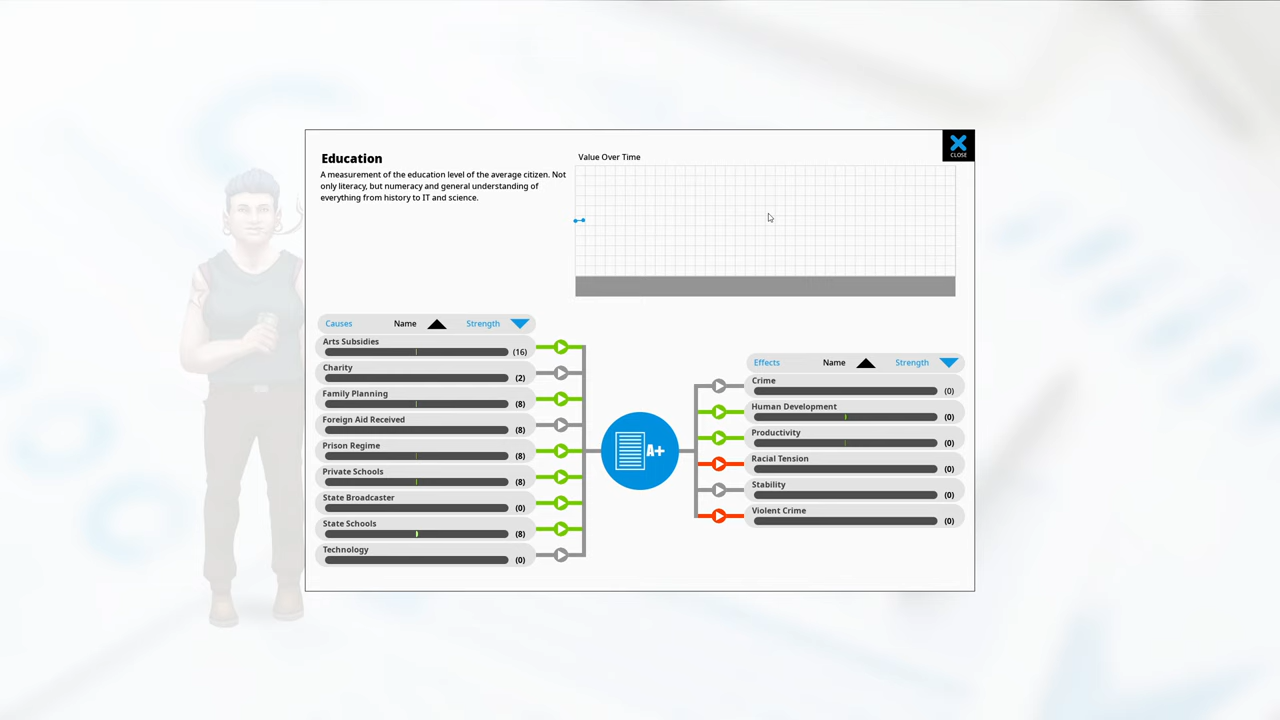 Education
A measurement of the education level of the average citizen. Not
only literacy, but numeracy and general understanding of
everything from history to IT and science.
Value Over Time
CLOSE
Causes Name Strength
Arts Subsidies
(16)
Charity
(2)
Family Planning
(8)
Foreign Aid Received
(8)
Prison Regime
(8)
Private Schools
(8)
State Broadcaster
(0)
State Schools
(8)
Technology
(0)
A+
Effects Name Strength
Crime
(0)
Human Development
(0)
Productivity
(0)
Racial Tension
(0)
Stability
(0)
Violent Crime
(0)